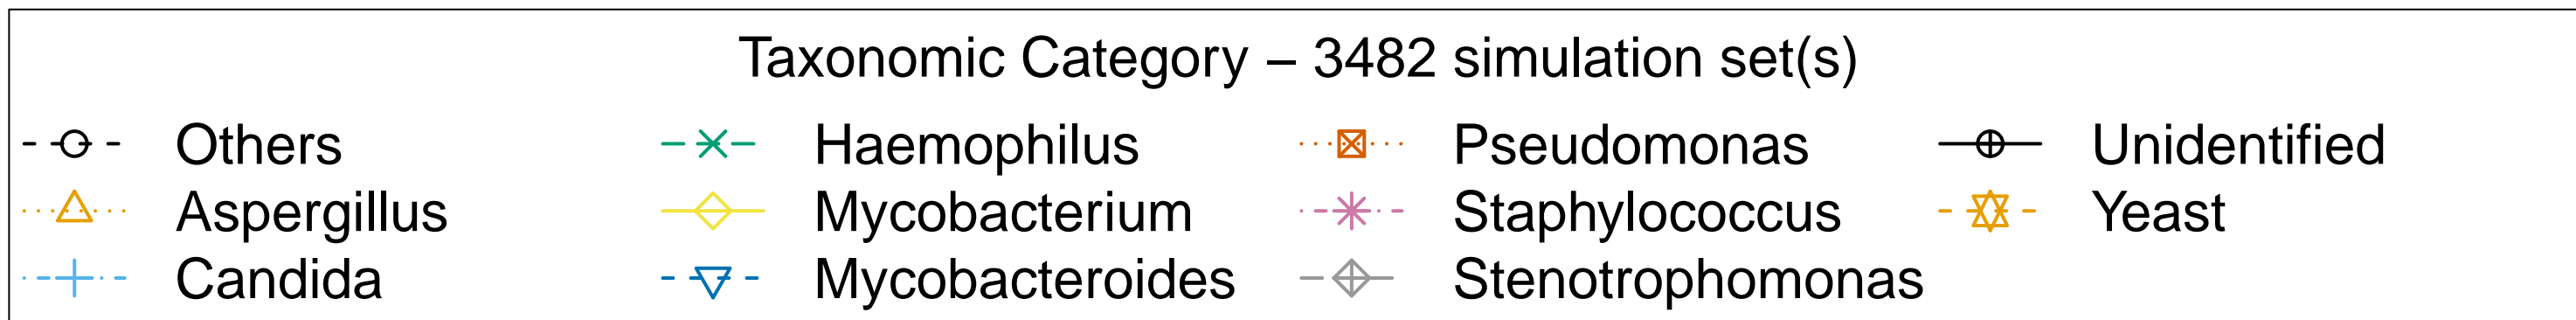 Taxonomic Category – 3482 simulation set(s)
Others
Aspergillus
Candida
Haemophilus
Mycobacterium
Mycobacteroides
Pseudomonas
Staphylococcus
Stenotrophomonas
Unidentified
Yeast